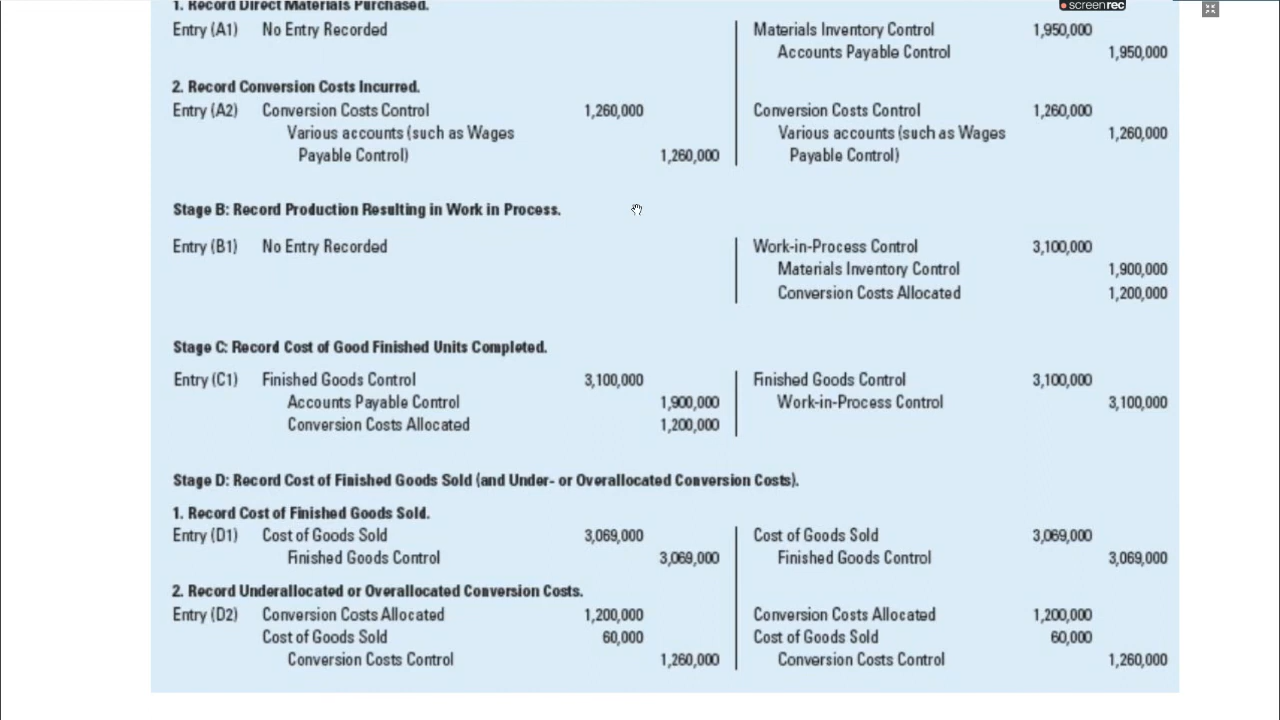 1. Record Direct Materials Purchased.
screenrec
Entry (A1) No Entry Recorded Materials Inventory Control 1,950,000
Accounts Payable Control 1,950,000
2. Record Conversion Costs Incurred.
Entry (A2) Conversion Costs Control 1,260,000 Conversion Costs Control 1,260,000
Various accounts (such as Wages Various accounts (such as Wages 1,260,000
Payable Control) 1,260,000 Payable Control)
Stage B: Record Production Resulting in Work in Process.
Entry (B1) No Entry Recorded Work-in-Process Control 3,100,000
Materials Inventory Control 1,900,000
Conversion Costs Allocated 1,200,000
Stage C: Record Cost of Good Finished Units Completed.
Entry (C1) Finished Goods Control 3,100,000 Finished Goods Control 3,100,000
Accounts Payable Control 1,900,000 Work-in-Process Control 3,100,000
Conversion Costs Allocated 1,200,000
Stage D: Record Cost of Finished Goods Sold (and Under- or Overallocated Conversion Costs).
1. Record Cost of Finished Goods Sold.
Entry (D1) Cost of Goods Sold 3,069,000 Cost of Goods Sold 3,069,000
Finished Goods Control 3,069,000 Finished Goods Control 3,069,000
2. Record Underallocated or Overallocated Conversion Costs.
Entry (D2) Conversion Costs Allocated 1,200,000 Conversion Costs Allocated 1,200,000
Cost of Goods Sold 60,000 Cost of Goods Sold 60,000
Conversion Costs Control 1,260,000 Conversion Costs Control 1,260,000